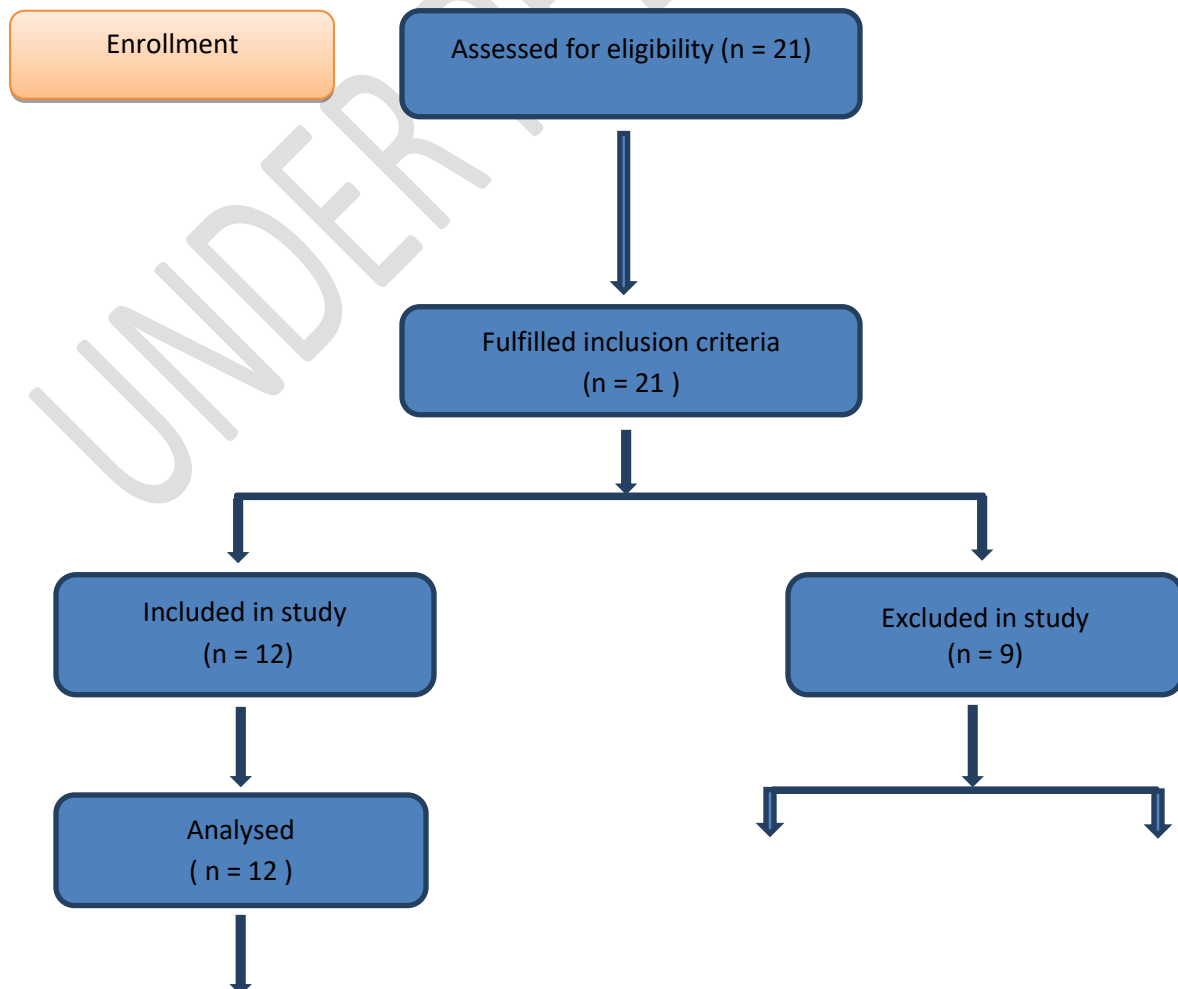 Enrollment
Assessed for eligibility (n = 21)
Fulfilled inclusion criteria
(n = 21 )
Included in study
(n = 12)
Excluded in study
(n = 9)
Analysed
( n = 12 )
UNDER